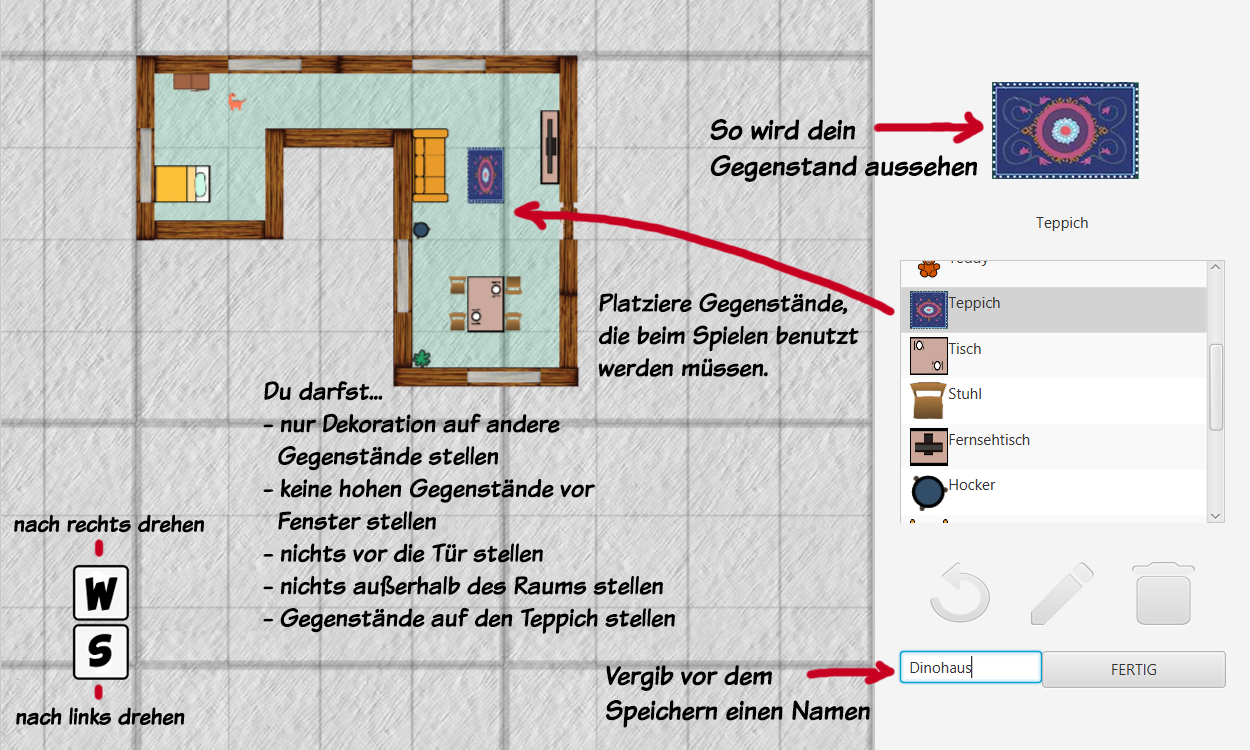 So wird dein
Gegenstand aussehen
Teppich
Teddy
Teppich
Tisch
Stuhl
Fernsehtisch
Hocker
Platziere Gegenstände,
die beim Spielen benutzt
werden müssen.
Du darfst...
- nur Dekoration auf andere
Gegenstände stellen
- keine hohen Gegenstände vor
Fenster stellen
- nichts vor die Tür stellen
- nichts außerhalb des Raums stellen
- Gegenstände auf den Teppich stellen
nach rechts drehen
W
S
nach links drehen
Vergib vor dem
Speichern einen Namen
Dinohaus
FERTIG